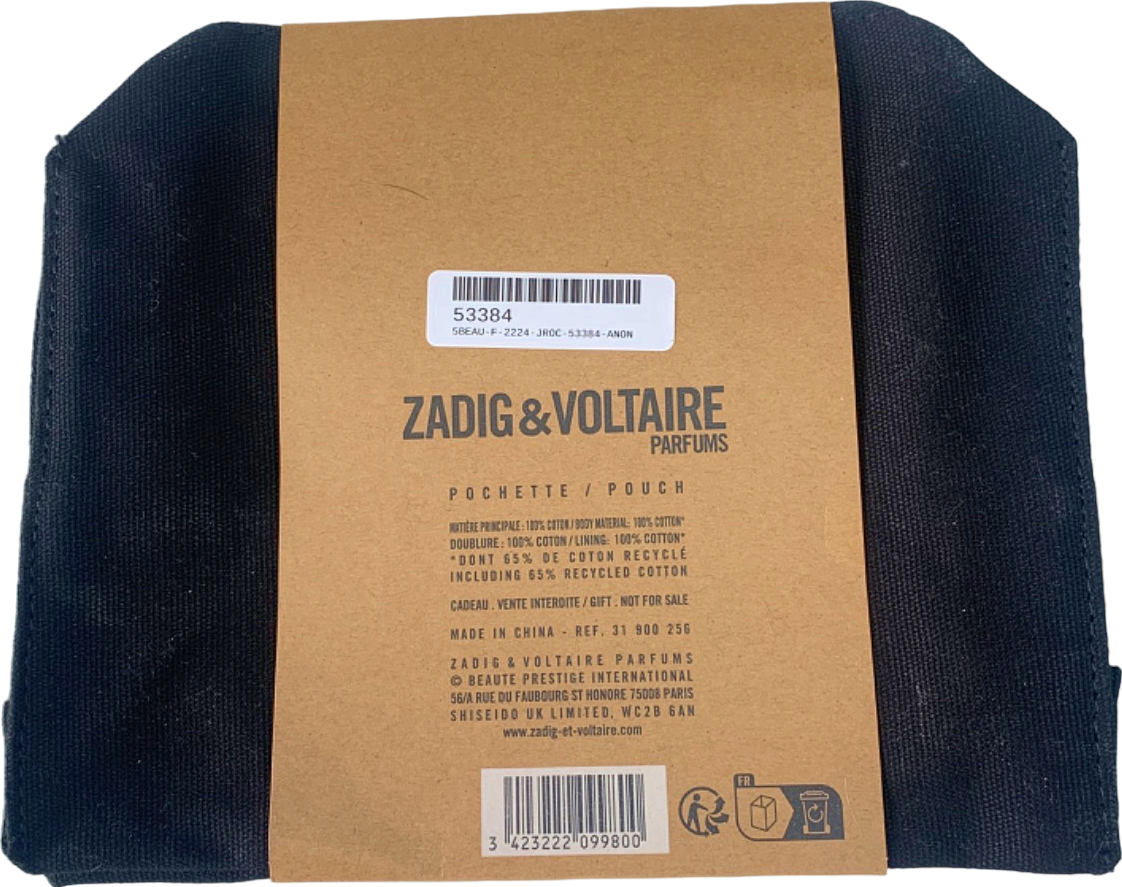 53384
SBEAU-F-2224-JROC-53384-ANON
ZADIG&VOLTAIRE
PARFUMS
POCHETTE / POUCH
MATIÈRE PRINCIPALE : 100% COTON / BODY MATERIAL: 100% COTTON*
DOUBLURE : 100% COTON / LINING: 100% COTTON*
*DONT 65% DE COTON RECYCLÉ
INCLUDING 65% RECYCLED COTTON
CADEAU . VENTE INTERDITE / GIFT . NOT FOR SALE
MADE IN CHINA - REF. 31 900 256
ZADIG & VOLTAIRE PARFUMS
© BEAUTE PRESTIGE INTERNATIONAL
56/A RUE DU FAUBOURG ST HONORE 75008 PARIS
SHISEIDO UK LIMITED, WC2B 6AN
www.zadig-et-voltaire.com
FR
3 423222 099800